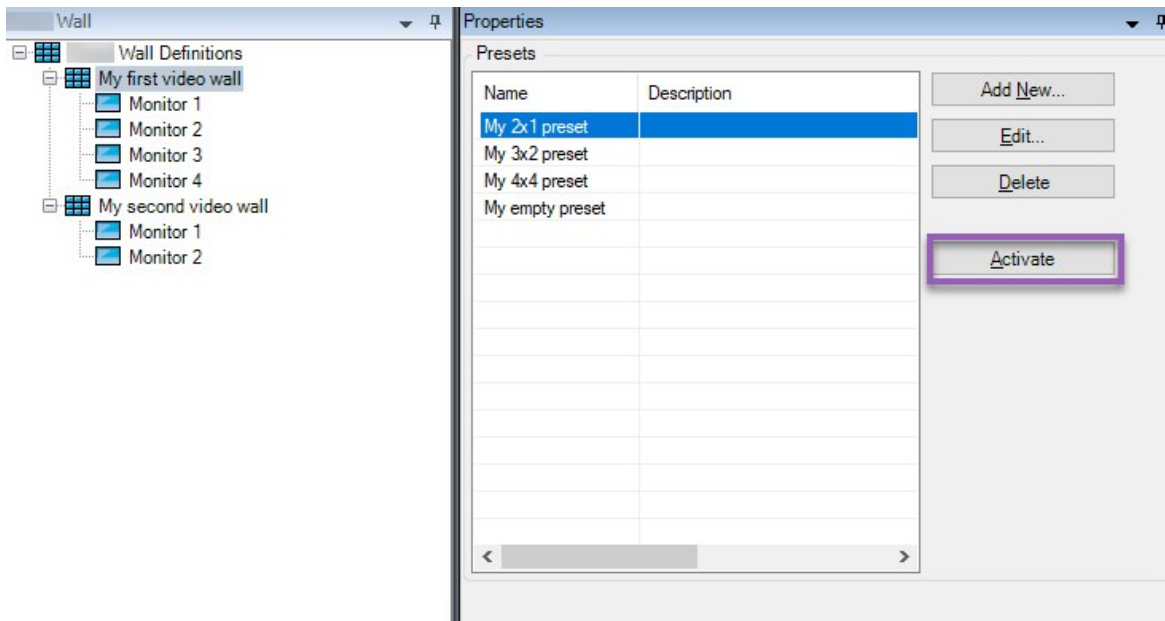 Wall
Wall Definitions
My first video wall
Monitor 1
Monitor 2
Monitor 3
Monitor 4
My second video wall
Monitor 1
Monitor 2
Properties
Presets
Name Description
My 2x1 preset
My 3x2 preset
My 4x4 preset
My empty preset
Add New...
Edit...
Delete
Activate